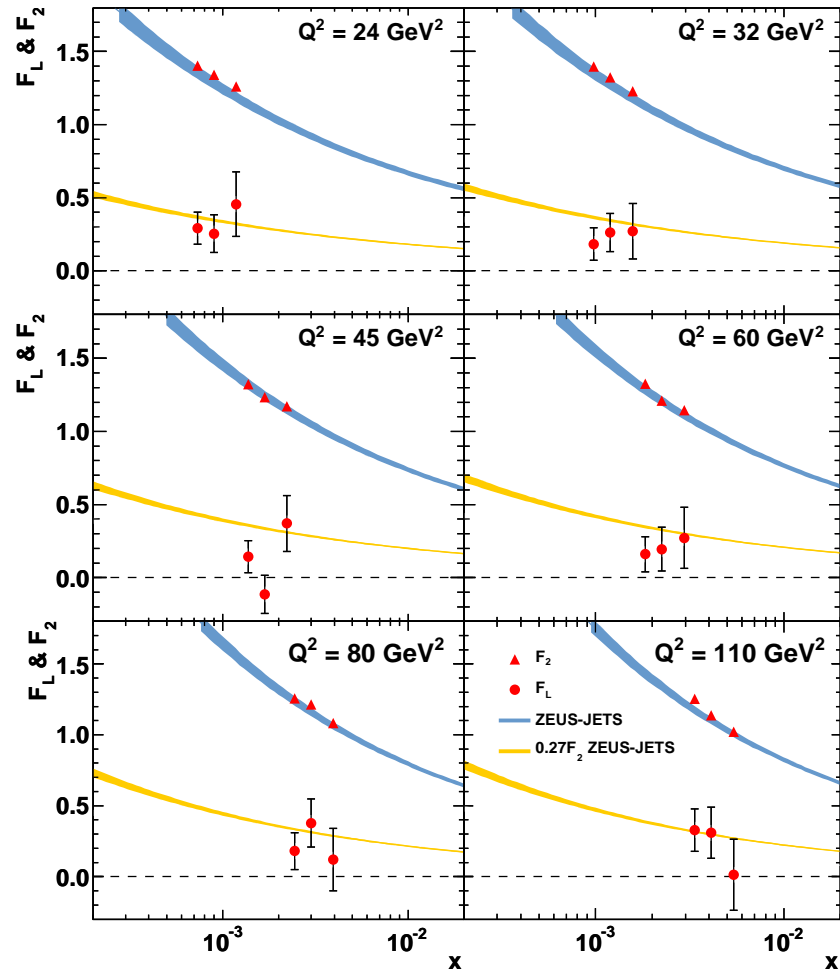 F_L & F_2
Q² = 24 GeV²
Q² = 32 GeV²
1.5
1.0
0.5
0.0
F_L & F_2
Q² = 45 GeV²
Q² = 60 GeV²
1.5
1.0
0.5
0.0
F_L & F_2
Q² = 80 GeV²
Q² = 110 GeV²
1.5
1.0
0.5
0.0
F_2
F_L
ZEUS-JETS
0.27F_2 ZEUS-JETS
10⁻³ 10⁻² 10⁻³ 10⁻²
x x